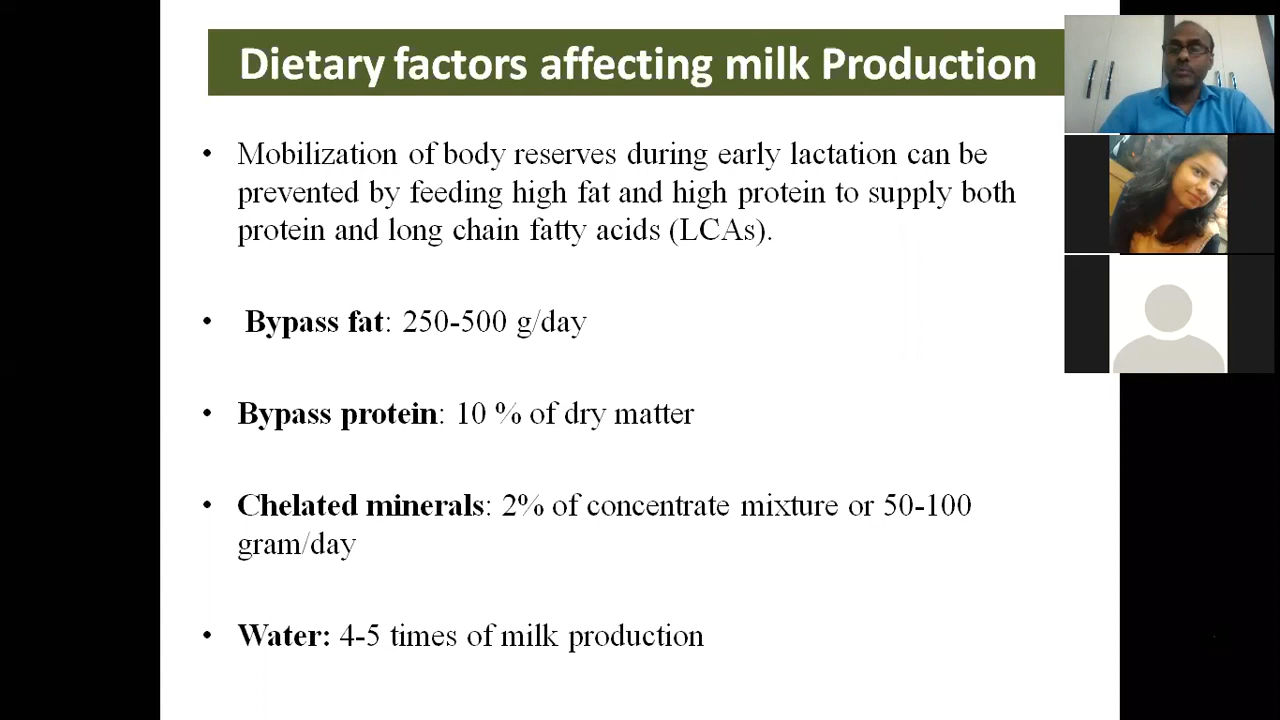 Dietary factors affecting milk Production
• Mobilization of body reserves during early lactation can be
prevented by feeding high fat and high protein to supply both
protein and long chain fatty acids (LCAs).
• Bypass fat: 250-500 g/day
• Bypass protein: 10 % of dry matter
• Chelated minerals: 2% of concentrate mixture or 50-100
gram/day
• Water: 4-5 times of milk production